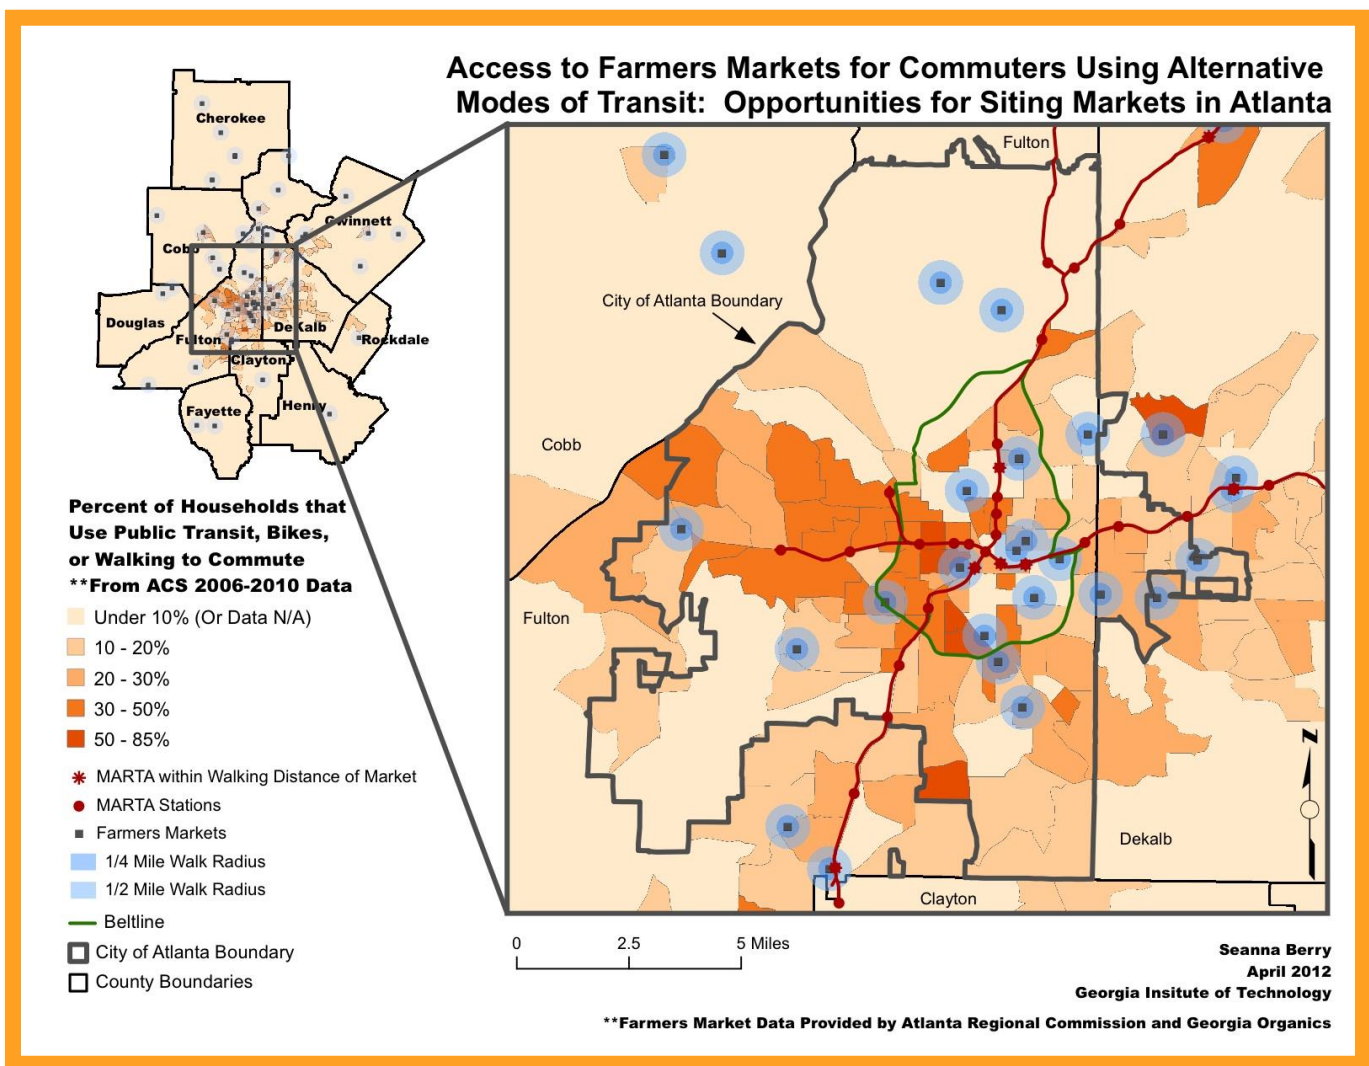 Access to Farmers Markets for Commuters Using Alternative
Modes of Transit:  Opportunities for Siting Markets in Atlanta
Cherokee
Gwinnett
Cobb
Douglas
Fulton
DeKalb
Rockdale
Clayton
Fayette
Henry
Fulton
City of Atlanta Boundary
Cobb
Fulton
Dekalb
Clayton
N
Percent of Households that
Use Public Transit, Bikes,
or Walking to Commute
**From ACS 2006-2010 Data
Under 10% (Or Data N/A)
10 - 20%
20 - 30%
30 - 50%
50 - 85%
MARTA within Walking Distance of Market
MARTA Stations
Farmers Markets
1/4 Mile Walk Radius
1/2 Mile Walk Radius
Beltline
City of Atlanta Boundary
County Boundaries
0 2.5 5 Miles
Seanna Berry
April 2012
Georgia Insitute of Technology
**Farmers Market Data Provided by Atlanta Regional Commission and Georgia Organics